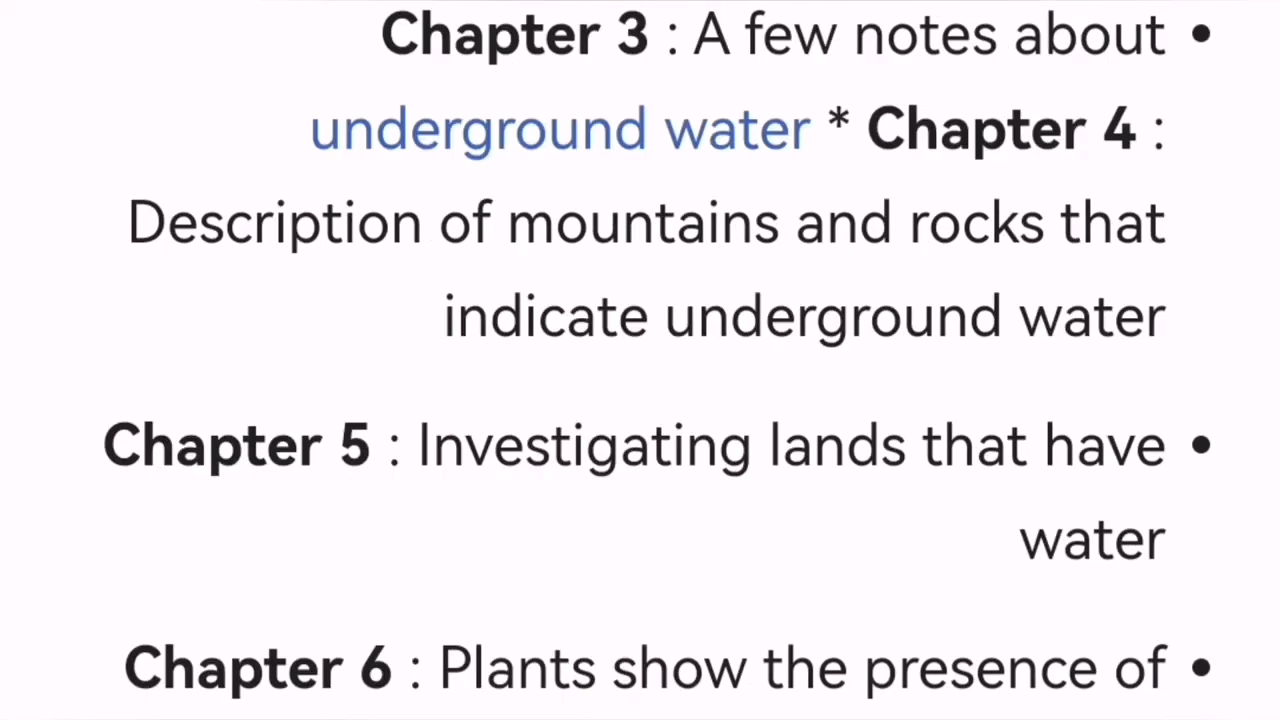 Chapter 3 : A few notes about •
underground water * Chapter 4 :
Description of mountains and rocks that
indicate underground water
Chapter 5 : Investigating lands that have •
water
Chapter 6 : Plants show the presence of •